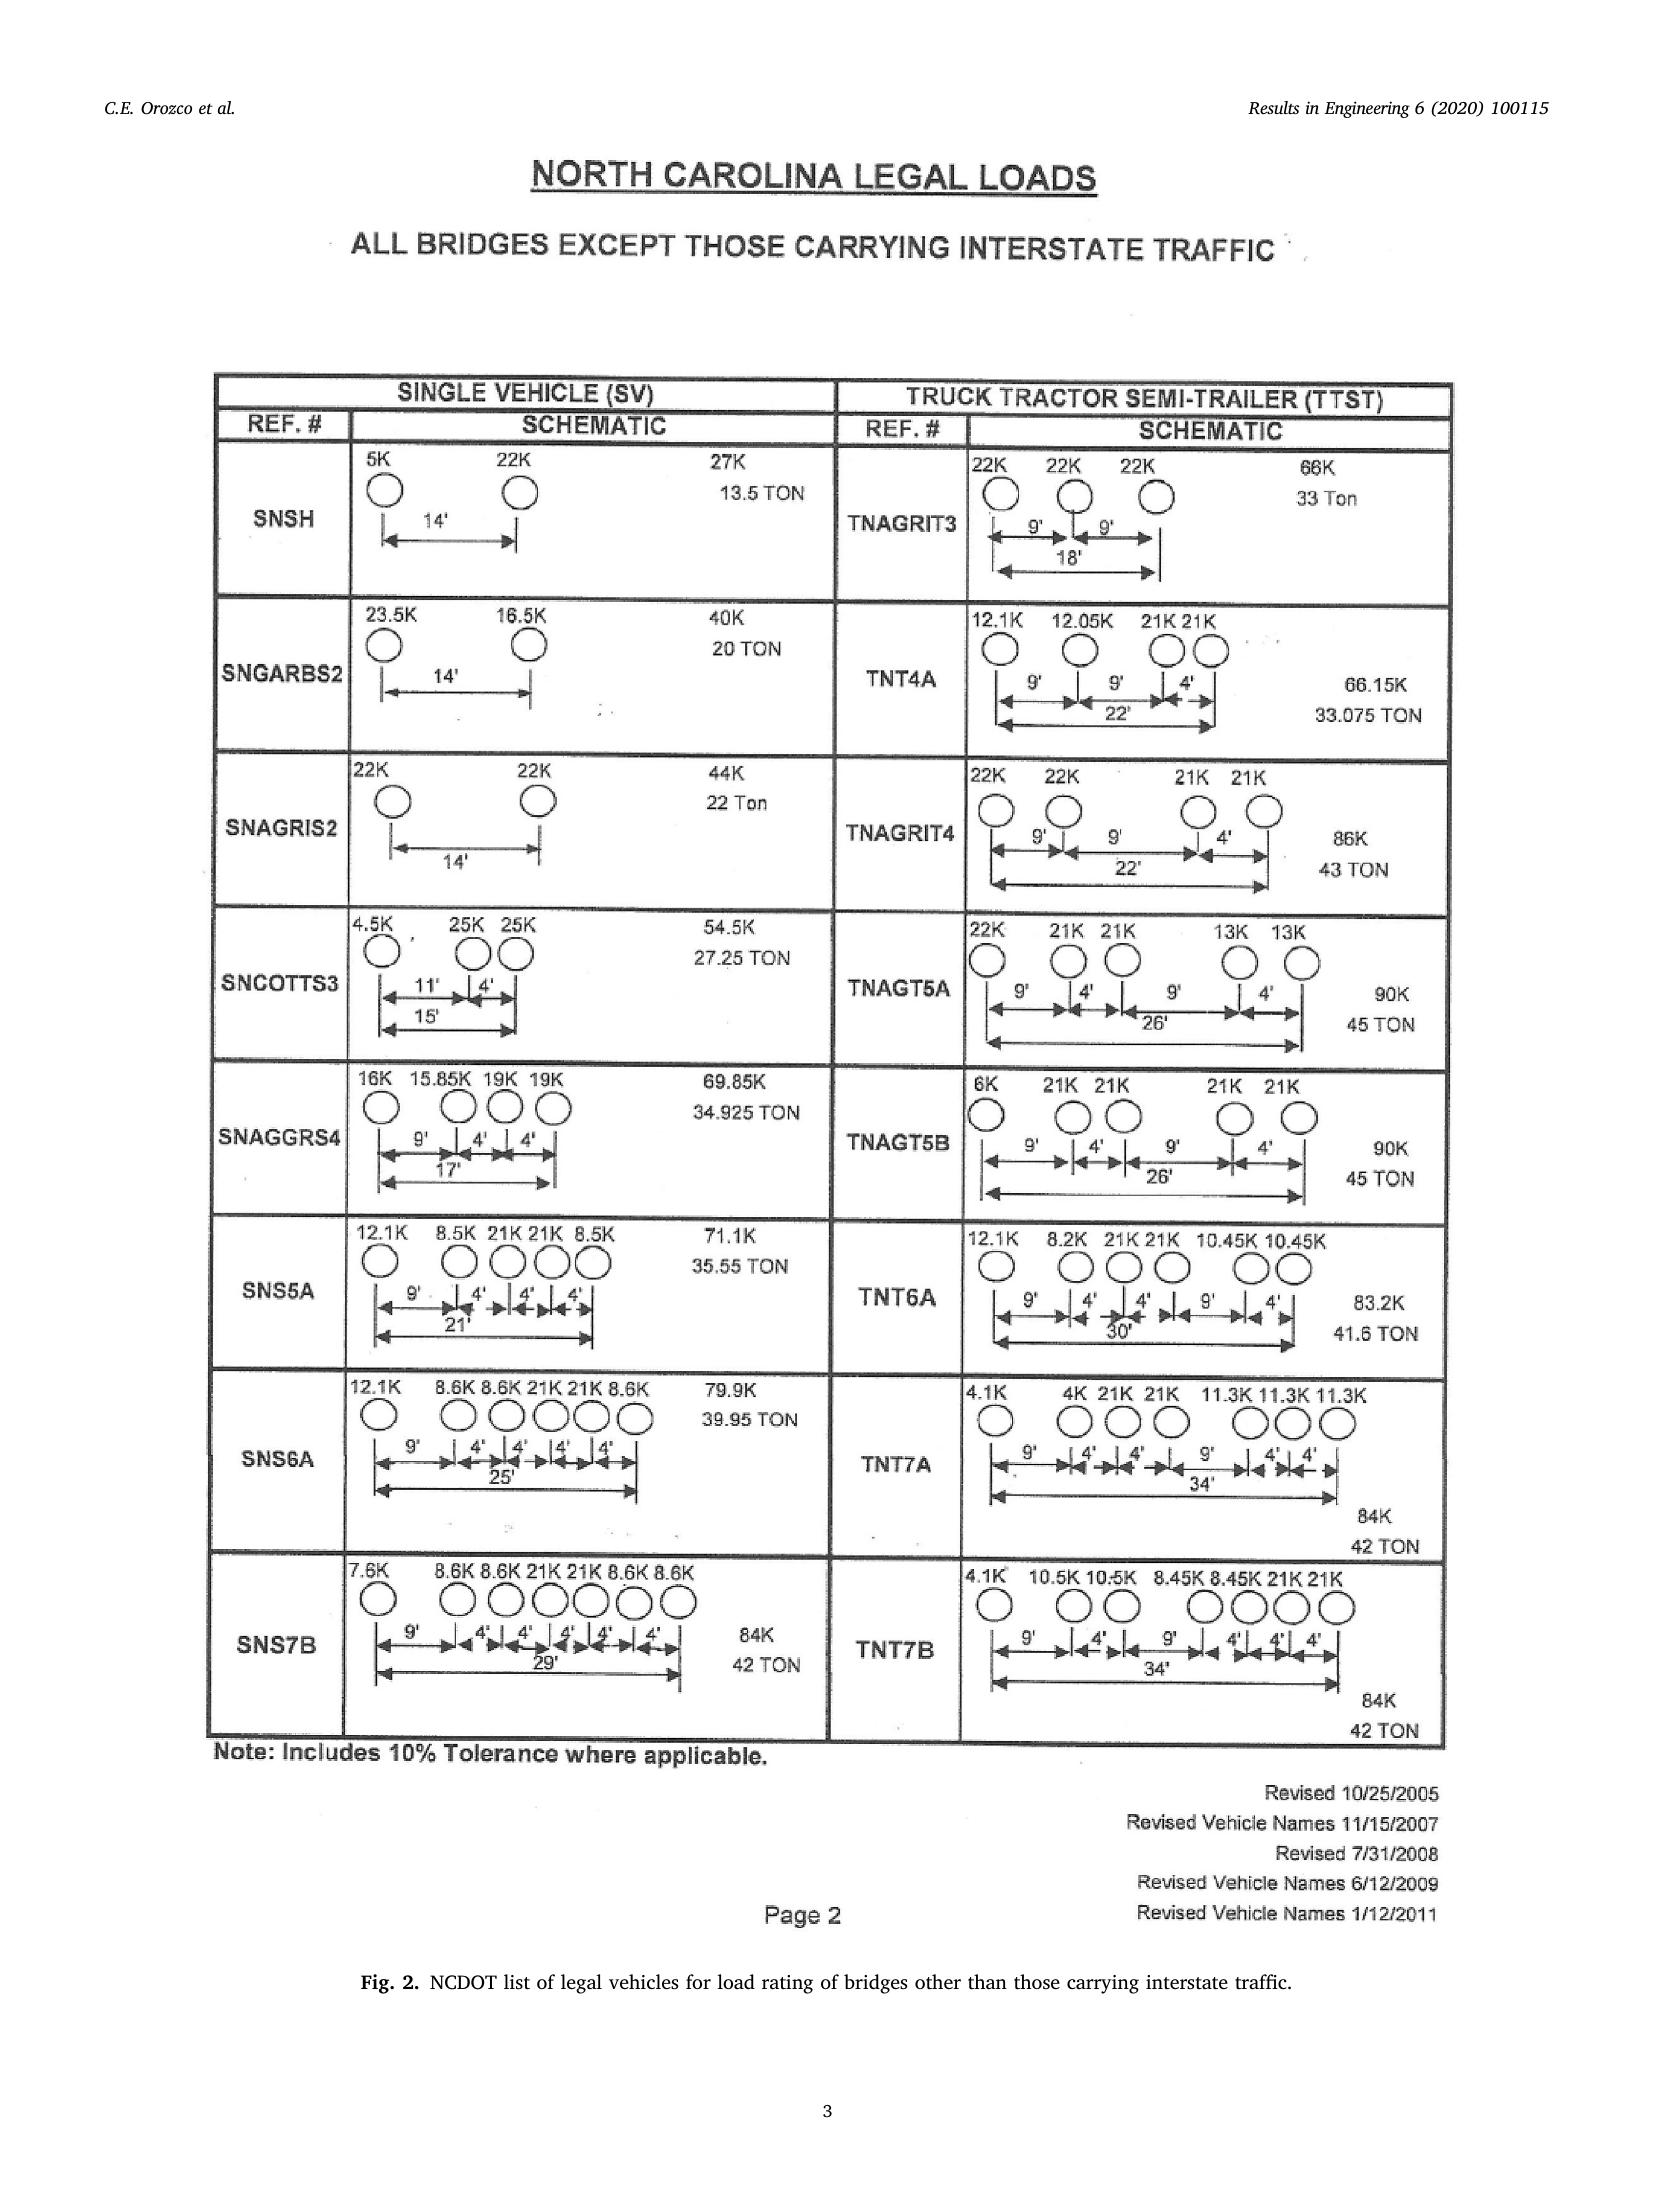 C.E. Orozco et al.
Results in Engineering 6 (2020) 100115
NORTH CAROLINA LEGAL LOADS
ALL BRIDGES EXCEPT THOSE CARRYING INTERSTATE TRAFFIC
SINGLE VEHICLE (SV)
REF. # SCHEMATIC
SNSH
5K 22K 27K
13.5 TON
14'
SNGARBS2
23.5K 16.5K 40K
20 TON
14'
SNAGRIS2
22K 22K 44K
22 Ton
14'
SNCOTTS3
4.5K 25K 25K 54.5K
27.25 TON
11' 4'
15'
SNAGGRS4
16K 15.85K 19K 19K 69.85K
34.925 TON
9' 4' 4'
17'
SNS5A
12.1K 8.5K 21K 21K 8.5K 71.1K
35.55 TON
9' 4' 4' 4'
21'
SNS6A
12.1K 8.6K 8.6K 21K 21K 8.6K 79.9K
39.95 TON
9' 4' 4' 4' 4'
25'
SNS7B
7.6K 8.6K 8.6K 21K 21K 8.6K 8.6K
9' 4' 4' 4' 4' 4' 84K
29' 42 TON
TRUCK TRACTOR SEMI-TRAILER (TTST)
REF. # SCHEMATIC
TNAGRIT3
22K 22K 22K 66K
33 Ton
9' 9'
18'
TNT4A
12.1K 12.05K 21K 21K
9' 9' 4' 66.15K
22' 33.075 TON
TNAGRIT4
22K 22K 21K 21K
9' 9' 4' 86K
22' 43 TON
TNAGT5A
22K 21K 21K 13K 13K
9' 4' 9' 4' 90K
26' 45 TON
TNAGT5B
6K 21K 21K 21K 21K
9' 4' 9' 4' 90K
26' 45 TON
TNT6A
12.1K 8.2K 21K 21K 10.45K 10.45K
9' 4' 4' 9' 4' 83.2K
30' 41.6 TON
TNT7A
4.1K 4K 21K 21K 11.3K 11.3K 11.3K
9' 4' 4' 9' 4' 4'
34'
84K
42 TON
TNT7B
4.1K 10.5K 10.5K 8.45K 8.45K 21K 21K
9' 4' 9' 4' 4' 4'
34'
84K
42 TON
Note: Includes 10% Tolerance where applicable.
Revised 10/25/2005
Revised Vehicle Names 11/15/2007
Revised 7/31/2008
Revised Vehicle Names 6/12/2009
Page 2
Revised Vehicle Names 1/12/2011
Fig. 2. NCDOT list of legal vehicles for load rating of bridges other than those carrying interstate traffic.
3